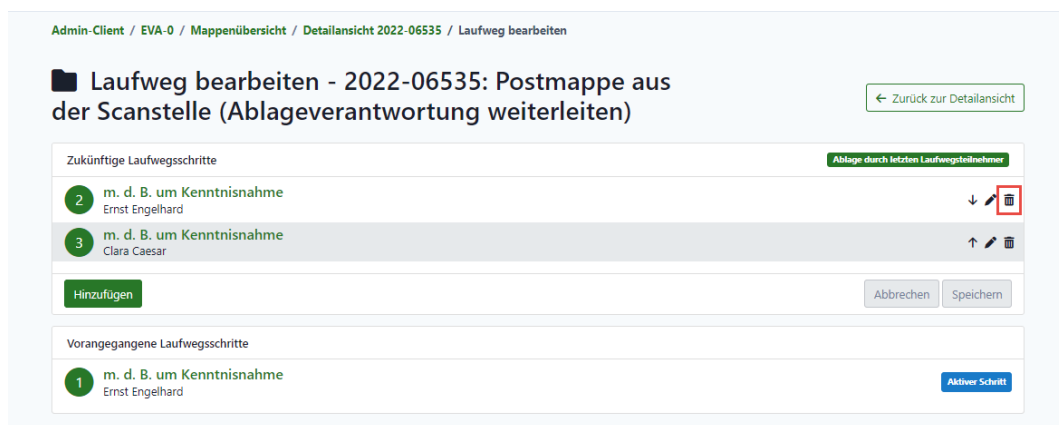 Admin-Client / EVA-0 / Mappenübersicht / Detailansicht 2022-06535 / Laufweg bearbeiten
Laufweg bearbeiten - 2022-06535: Postmappe aus
der Scanstelle (Ablageverantwortung weiterleiten)
← Zurück zur Detailansicht
Zukünftige Laufwegsschritte
Ablage durch letzten Laufwegsteilnehmer
2
m. d. B. um Kenntnisnahme
Ernst Engelhard
3
m. d. B. um Kenntnisnahme
Clara Caesar
Hinzufügen
Abbrechen
Speichern
Vorangegangene Laufwegsschritte
1
m. d. B. um Kenntnisnahme
Ernst Engelhard
Aktiver Schritt